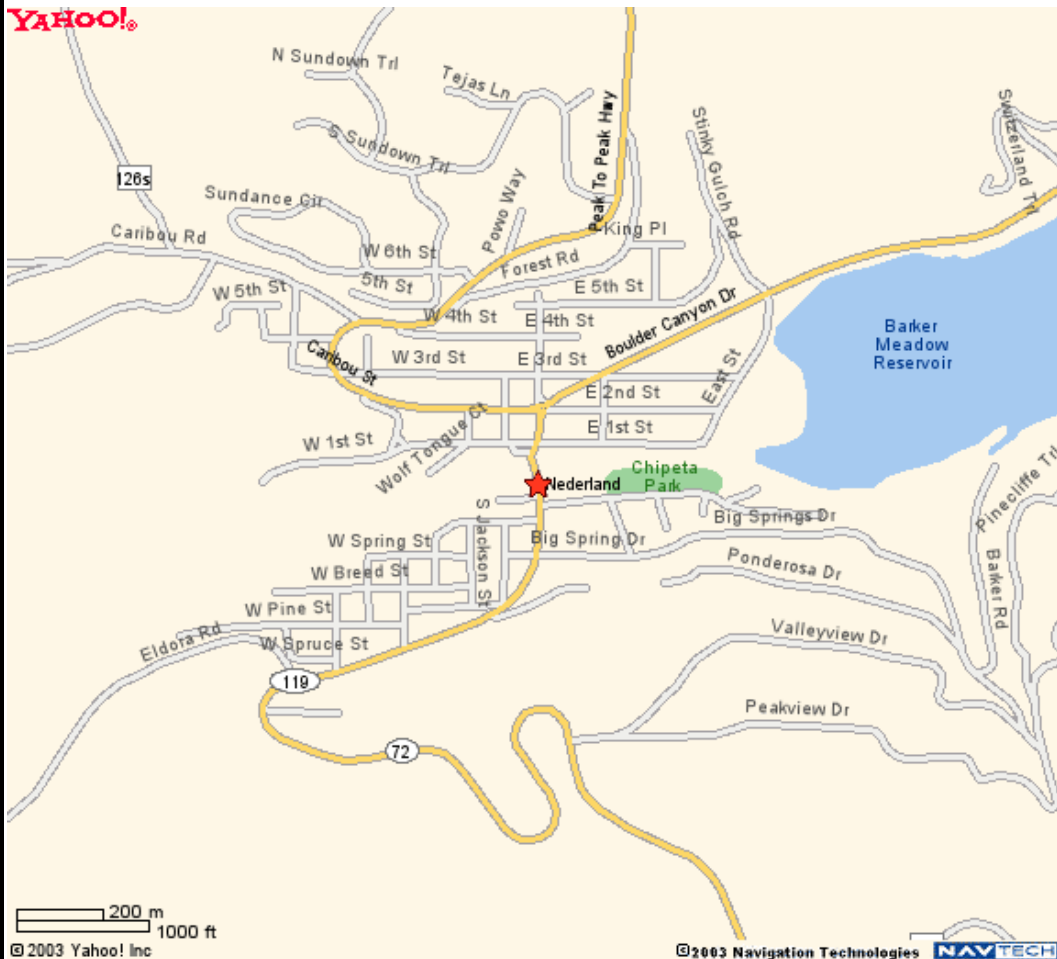 YAHOO!®
N Sundown Trl
Tejas Ln
Peak To Peak Hwy
Stinky Gulch Rd
Switzerland Trl
S Sundown Trl
126s
Sundance Cir
Powo Way
Caribou Rd
King Pl
W 6th St
Forest Rd
5th St
E 5th St
W 5th St
W 4th St
E 4th St
Boulder Canyon Dr
Barker
Meadow
Reservoir
Caribou St
W 3rd St
E 3rd St
East St
E 2nd St
Wolf Tongue Ct
W 1st St
E 1st St
Chipeta
Park
Nederland
Pinecliffe Trl
S Jackson St
Big Springs Dr
W Spring St
Big Spring Dr
Ponderosa Dr
W Breed St
Barker Rd
W Pine St
Eldora Rd
W Spruce St
Valleyview Dr
119
Peakview Dr
72
200 m
1000 ft
©2003 Yahoo! Inc
©2003 Navigation Technologies
NAVTECH